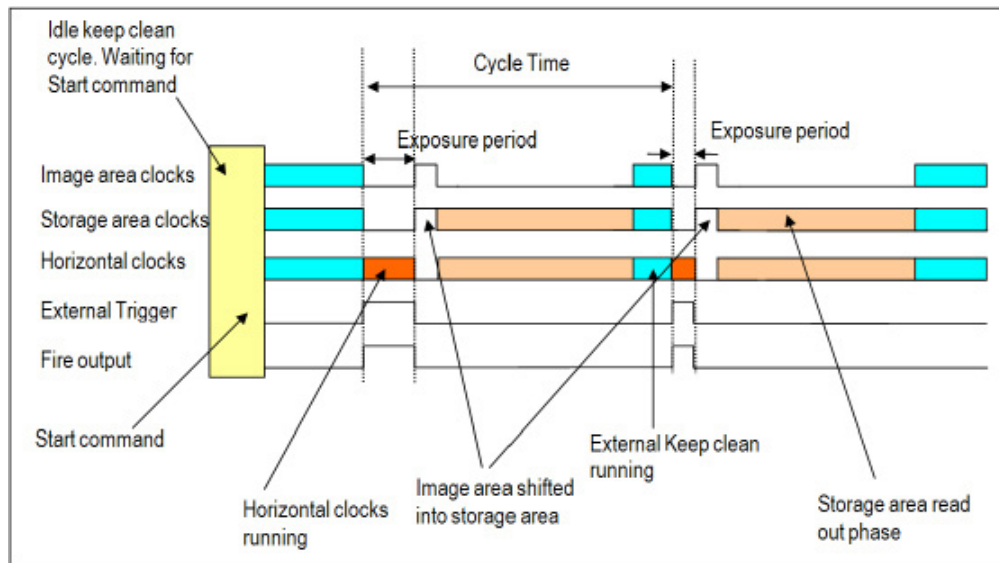 Idle keep clean
cycle. Waiting for
Start command
Cycle Time
Exposure period
Exposure period
Image area clocks
Storage area clocks
Horizontal clocks
External Trigger
Fire output
Start command
Horizontal clocks
running
Image area shifted
into storage area
External Keep clean
running
Storage area read
out phase